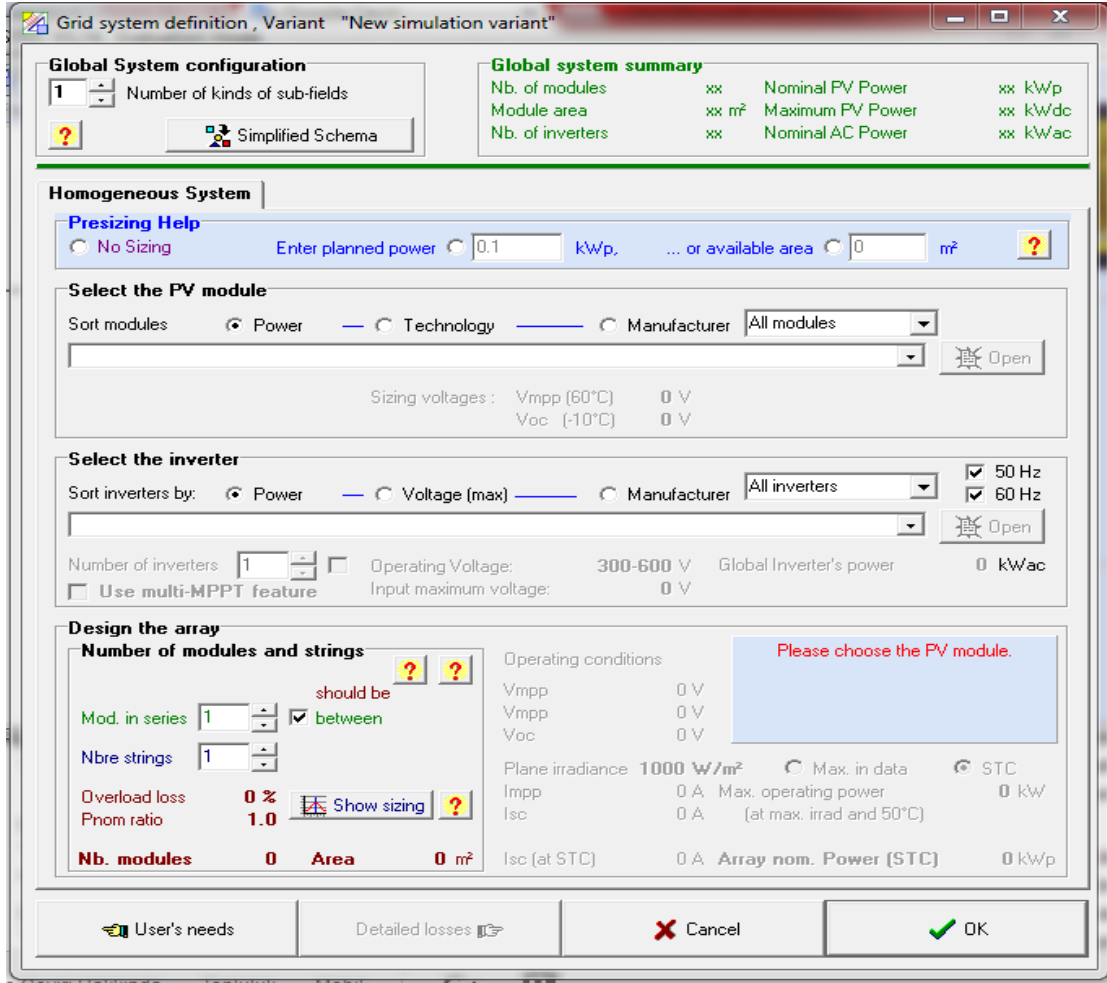 Grid system definition , Variant "New simulation variant"
Global System configuration
1 Number of kinds of sub-fields
? Simplified Schema
Global system summary
Nb. of modules xx Nominal PV Power xx kWp
Module area xx m² Maximum PV Power xx kWdc
Nb. of inverters xx Nominal AC Power xx kWac
Homogeneous System
Presizing Help
No Sizing Enter planned power 0.1 kWp, ... or available area 0 m² ?
Select the PV module
Sort modules Power Technology Manufacturer All modules
Open
Sizing voltages : Vmpp (60°C) 0 V
Voc (-10°C) 0 V
Select the inverter
50 Hz
Sort inverters by: Power Voltage (max) Manufacturer All inverters 60 Hz
Open
Number of inverters 1 Operating Voltage: 300-600 V Global Inverter's power 0 kWac
Use multi-MPPT feature Input maximum voltage: 0 V
Design the array
Number of modules and strings
? ?
should be
Mod. in series 1 between
Nbre strings 1
Overload loss 0 %
Pnom ratio 1.0
Show sizing ?
Nb. modules 0 Area 0 m²
Operating conditions
Vmpp 0 V
Vmpp 0 V
Voc 0 V
Please choose the PV module.
Plane irradiance 1000 W/m² Max. in data STC
Impp 0 A Max. operating power 0 kW
Isc 0 A (at max. irrad and 50°C)
Isc (at STC) 0 A Array nom. Power (STC) 0 kWp
User's needs Detailed losses Cancel OK